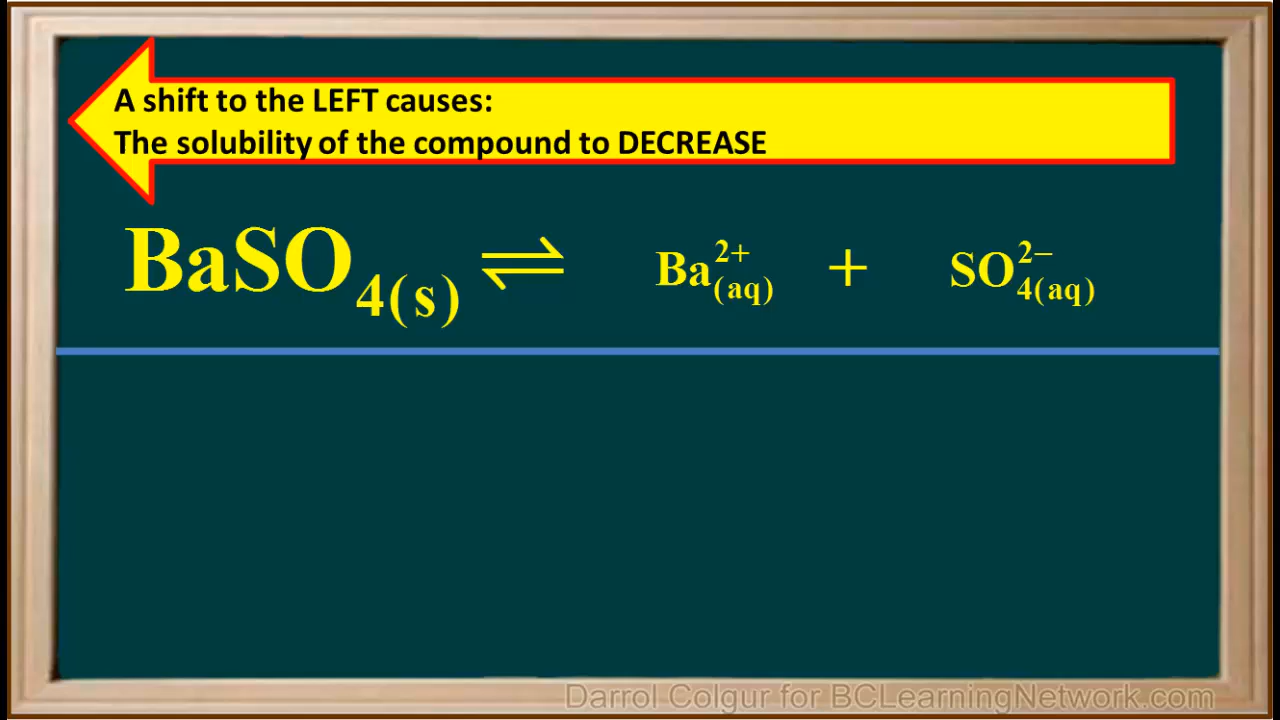 A shift to the LEFT causes:
The solubility of the compound to DECREASE
BaSO₄₍ₛ₎ ⇌ Ba²⁺(aq) + SO₄²⁻(aq)
Darrol Colgur for BCLearningNetwork.com